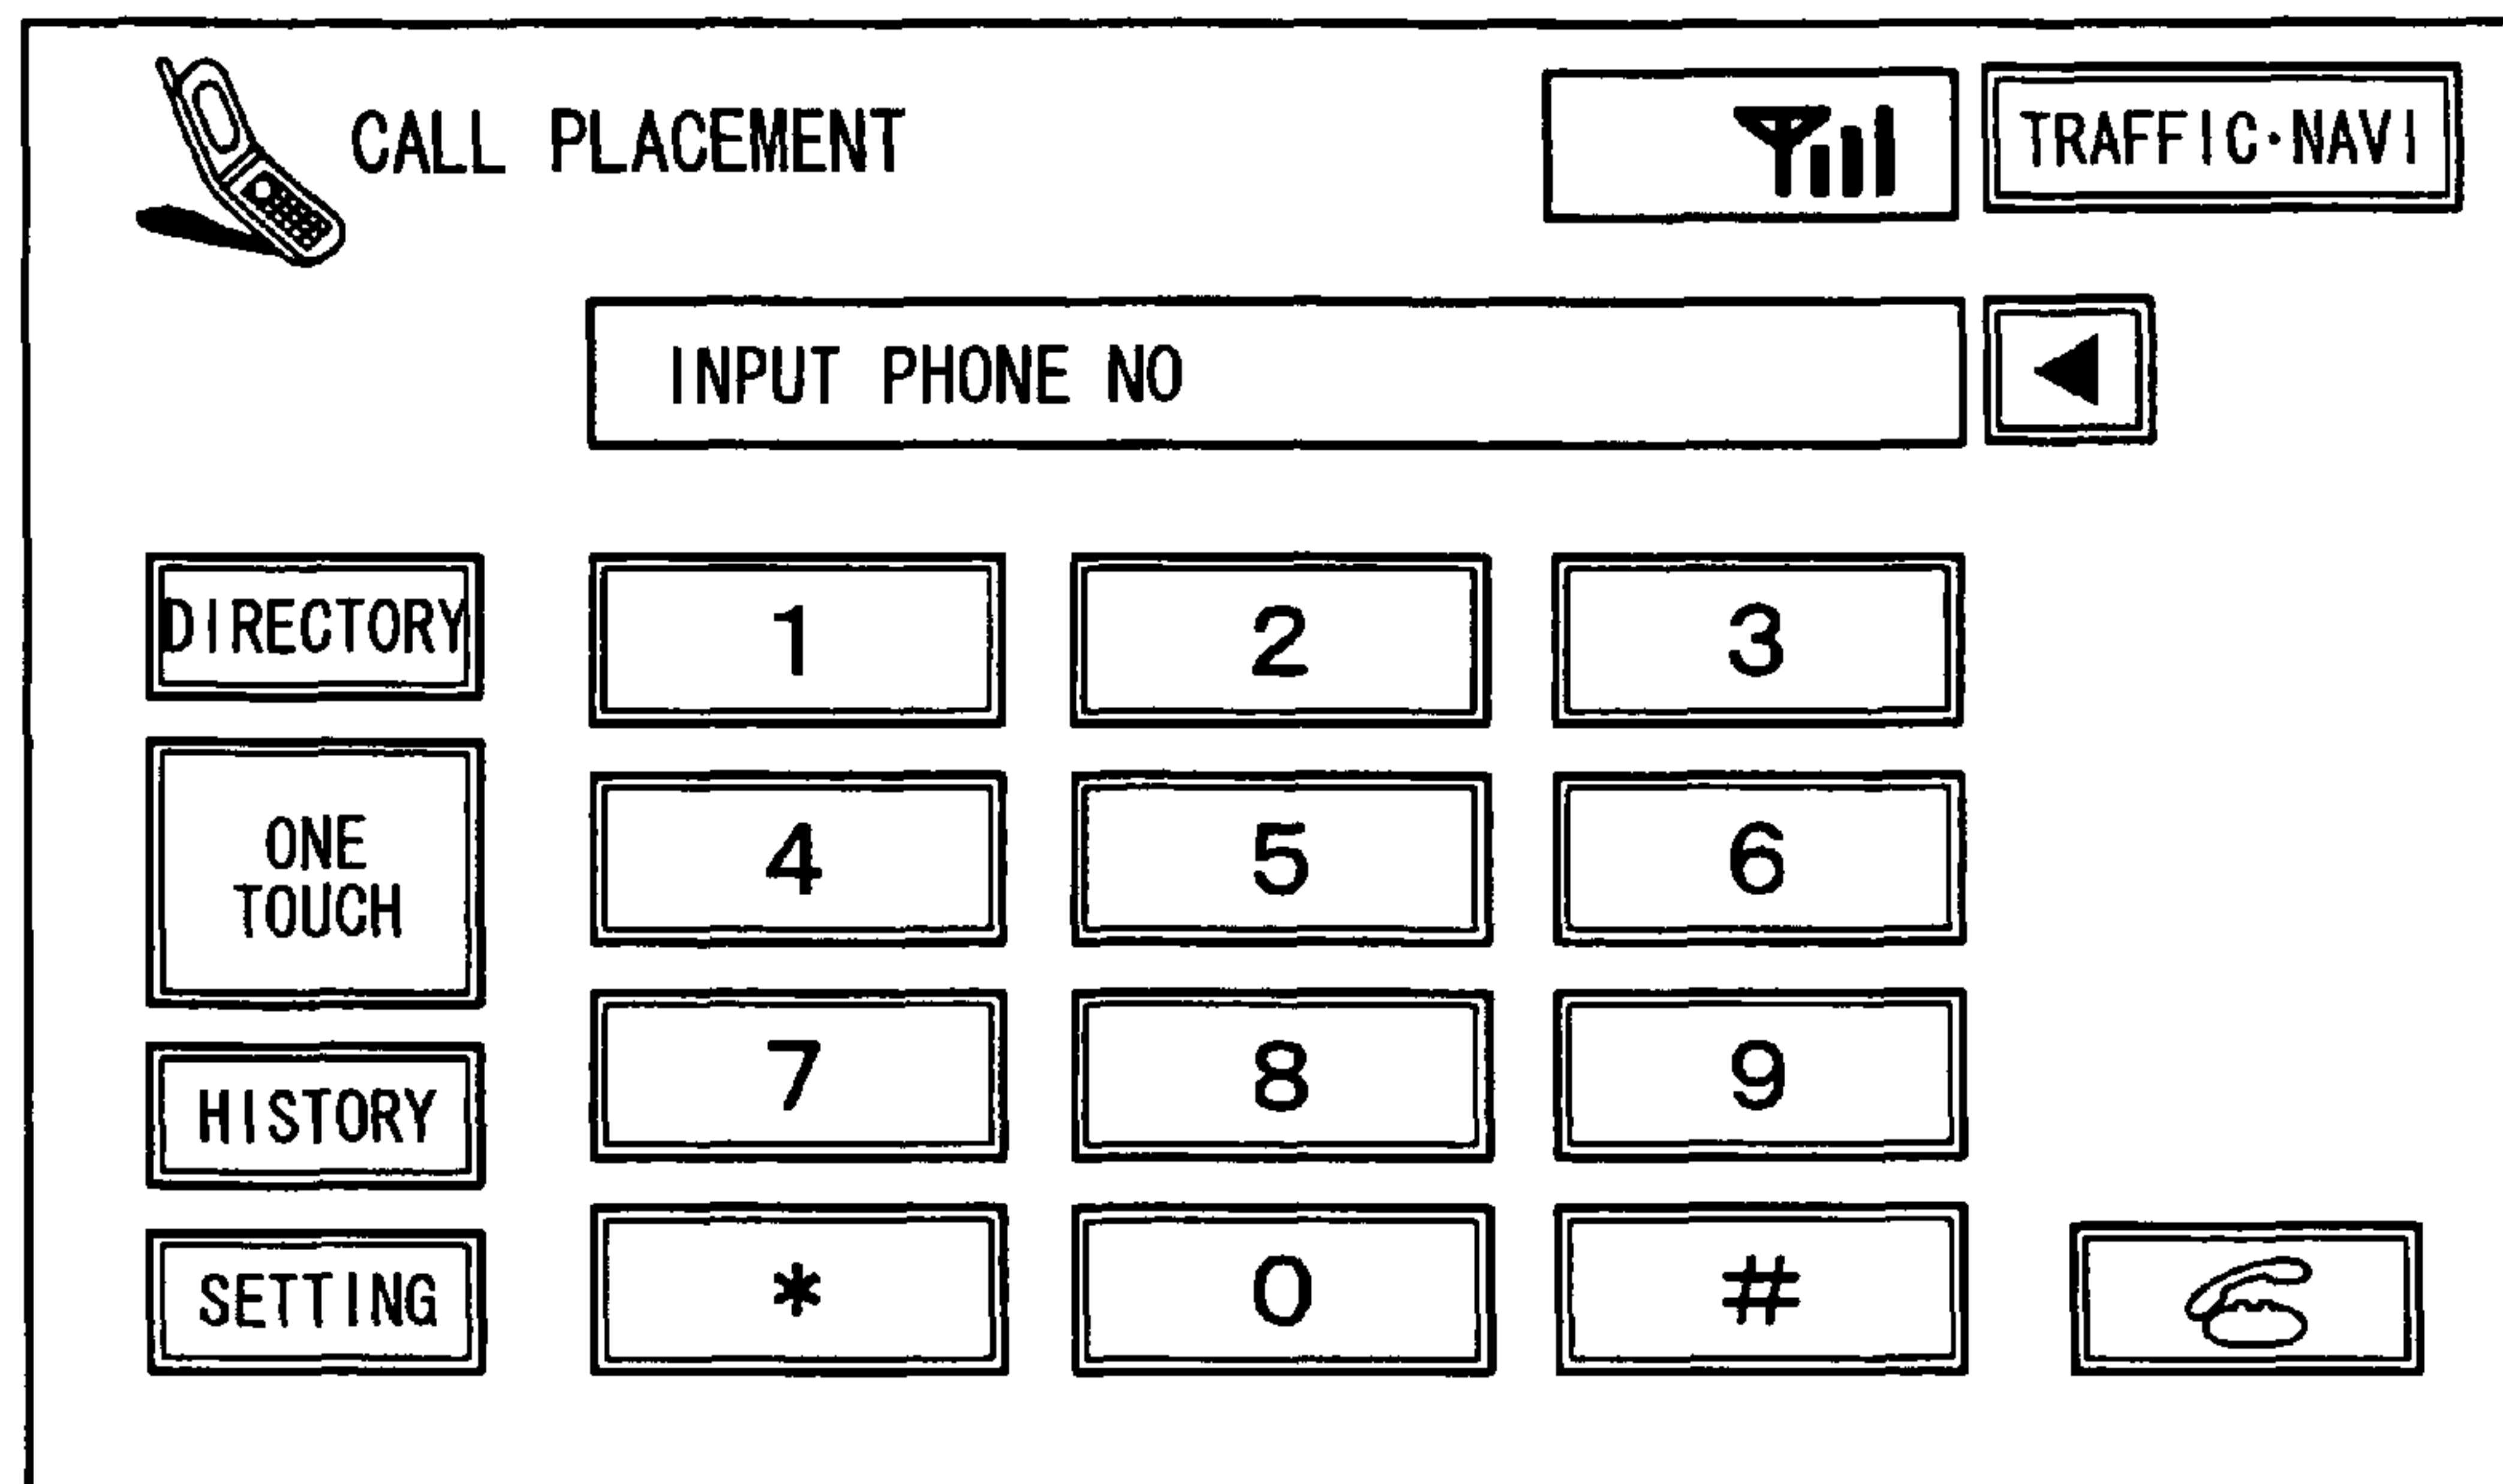 CALL PLACEMENT
TRAFFIC·NAVI
INPUT PHONE NO
DIRECTORY
1 2 3
ONE
TOUCH
4 5 6
HISTORY
7 8 9
SETTING
* 0 #